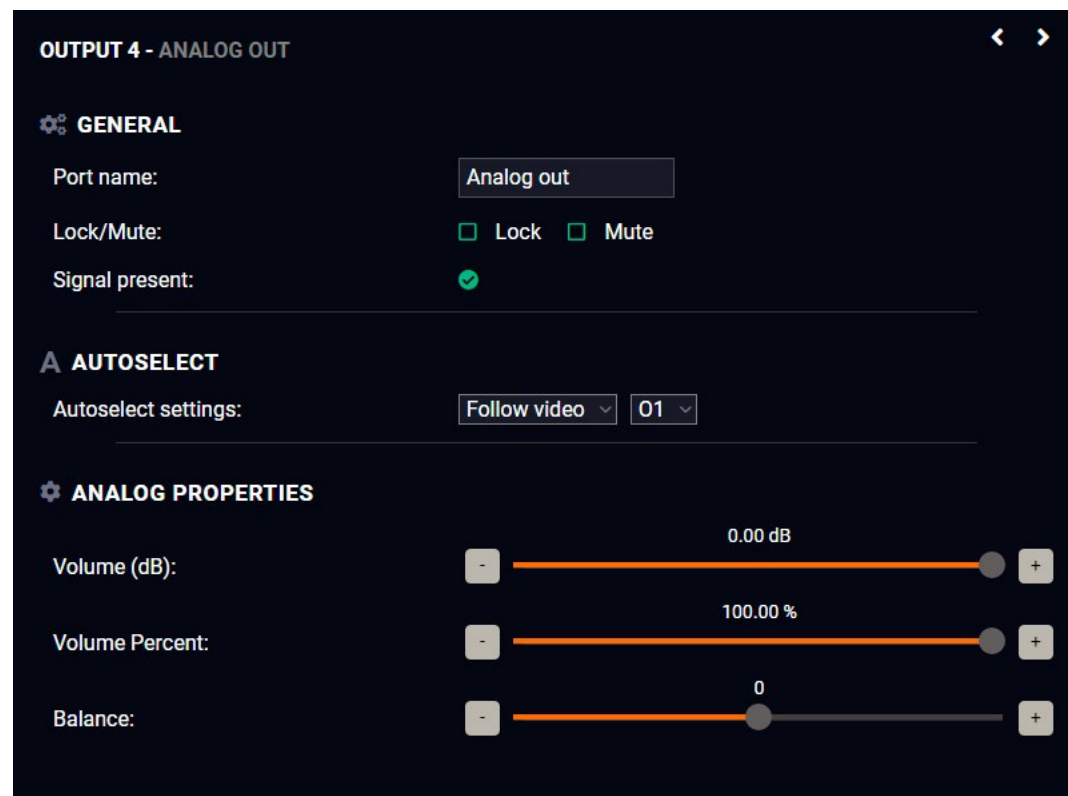 OUTPUT 4 - ANALOG OUT
GENERAL
Port name: Analog out
Lock/Mute: Lock Mute
Signal present:
A AUTOSELECT
Autoselect settings: Follow video O1
ANALOG PROPERTIES
0.00 dB
Volume (dB): - +
100.00 %
Volume Percent: - +
0
Balance: - +